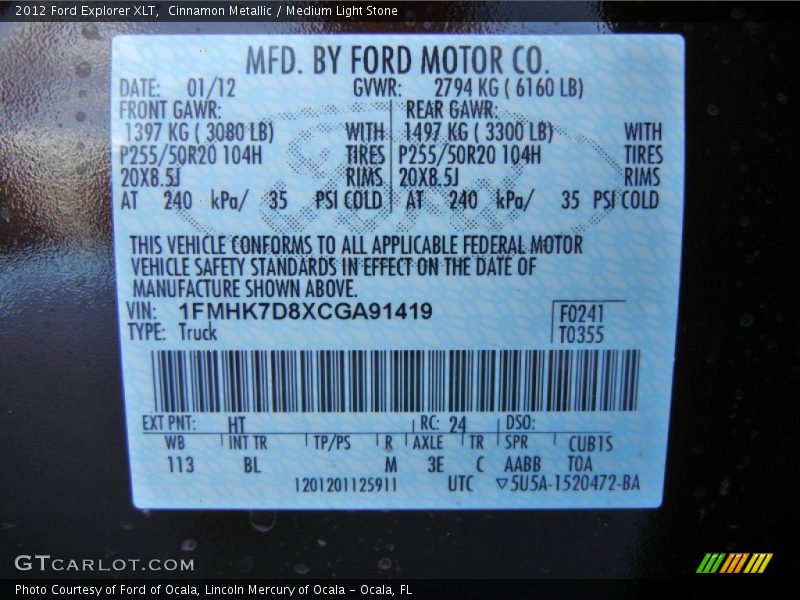 2012 Ford Explorer XLT,  Cinnamon Metallic / Medium Light Stone
MFD. BY FORD MOTOR CO.
DATE: 01/12 GVWR: 2794 KG ( 6160 LB)
FRONT GAWR: REAR GAWR:
1397 KG ( 3080 LB) WITH 1497 KG ( 3300 LB) WITH
P255/50R20 104H TIRES P255/50R20 104H TIRES
20X8.5J RIMS 20X8.5J RIMS
AT 240 kPa/ 35 PSI COLD AT 240 kPa/ 35 PSI COLD
THIS VEHICLE CONFORMS TO ALL APPLICABLE FEDERAL MOTOR
VEHICLE SAFETY STANDARDS IN EFFECT ON THE DATE OF
MANUFACTURE SHOWN ABOVE.
VIN: 1FMHK7D8XCGA91419 F0241
TYPE: Truck T0355
EXT PNT: HT RC: 24 DSO:
WB INT TR TP/PS R AXLE TR SPR CUB1S
113 BL M 3E C AABB TOA
1201201125911 UTC ▽5U5A-1520472-BA
GTCARLOT.COM
Photo Courtesy of Ford of Ocala, Lincoln Mercury of Ocala - Ocala, FL